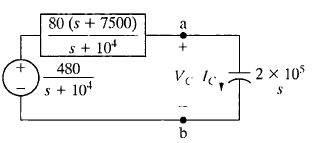 80 (s + 7500)
s + 10⁴
a
+
+
480
−
s + 10⁴
V_C I_C
2 × 10⁵
s
−
b